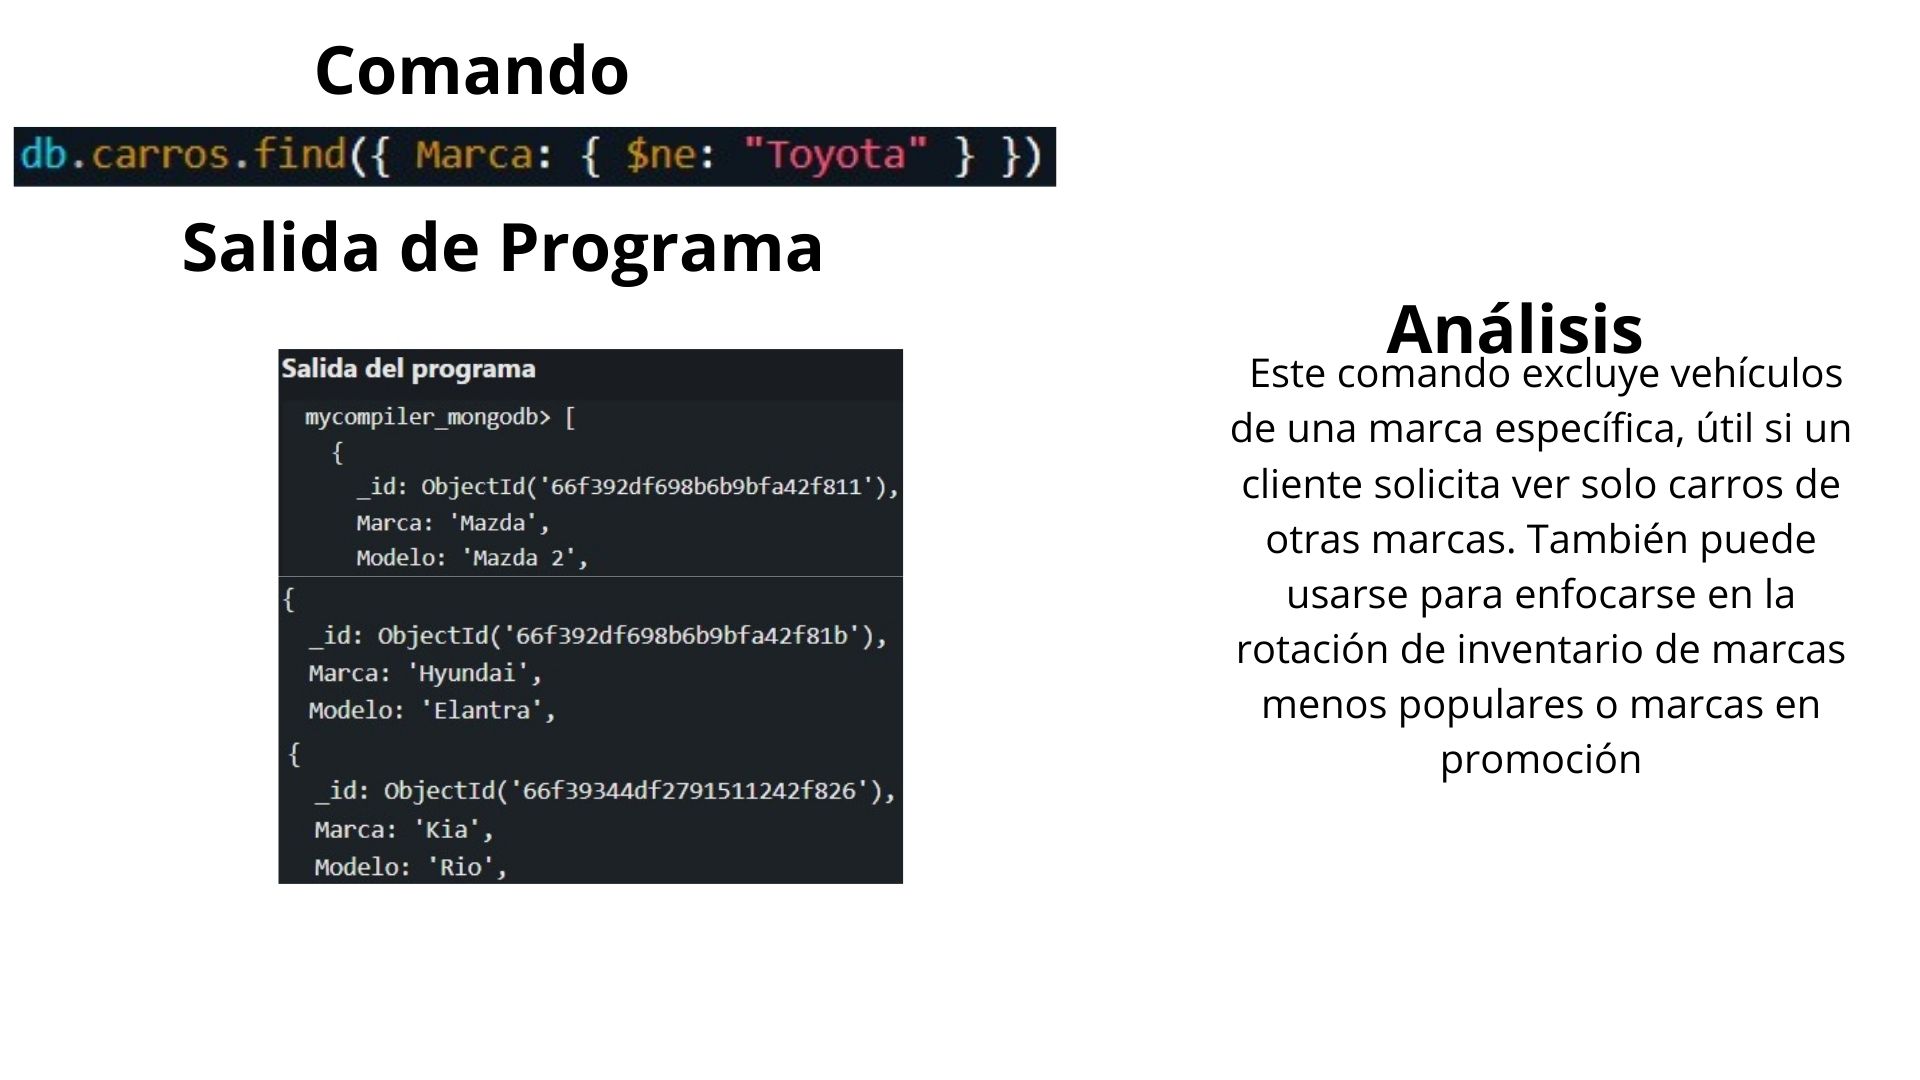 Comando
db.carros.find({ Marca: { $ne: "Toyota" } })
Salida de Programa
Salida del programa
mycompiler_mongodb> [
{
_id: ObjectId('66f392df698b6b9bfa42f811'),
Marca: 'Mazda',
Modelo: 'Mazda 2',
{
_id: ObjectId('66f392df698b6b9bfa42f81b'),
Marca: 'Hyundai',
Modelo: 'Elantra',
{
_id: ObjectId('66f39344df2791511242f826'),
Marca: 'Kia',
Modelo: 'Rio',
Análisis
Este comando excluye vehículos
de una marca específica, útil si un
cliente solicita ver solo carros de
otras marcas. También puede
usarse para enfocarse en la
rotación de inventario de marcas
menos populares o marcas en
promoción